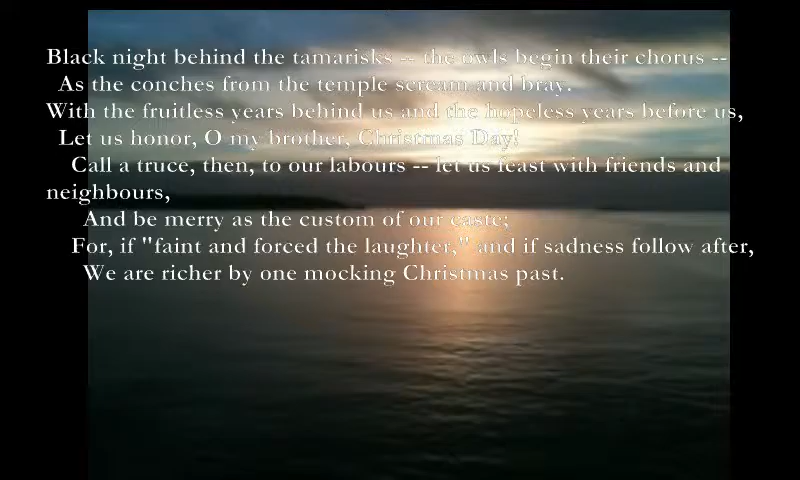 Black night behind the tamarisks -- the owls begin their chorus --
As the conches from the temple scream and bray.
With the fruitless years behind us and the hopeless years before us,
Let us honor, O my brother, Christmas Day!
Call a truce, then, to our labours -- let us feast with friends and
neighbours,
And be merry as the custom of our caste;
For, if "faint and forced the laughter," and if sadness follow after,
We are richer by one mocking Christmas past.